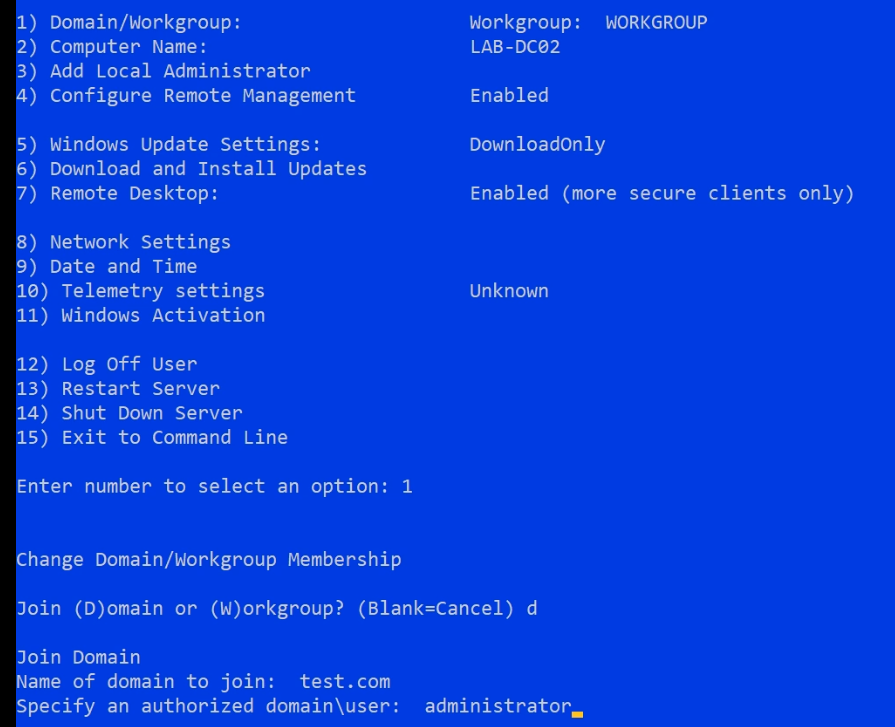 1) Domain/Workgroup: Workgroup: WORKGROUP
2) Computer Name: LAB-DC02
3) Add Local Administrator
4) Configure Remote Management Enabled
5) Windows Update Settings: DownloadOnly
6) Download and Install Updates
7) Remote Desktop: Enabled (more secure clients only)
8) Network Settings
9) Date and Time
10) Telemetry settings Unknown
11) Windows Activation
12) Log Off User
13) Restart Server
14) Shut Down Server
15) Exit to Command Line
Enter number to select an option: 1
Change Domain/Workgroup Membership
Join (D)omain or (W)orkgroup? (Blank=Cancel) d
Join Domain
Name of domain to join: test.com
Specify an authorized domain\user: administrator